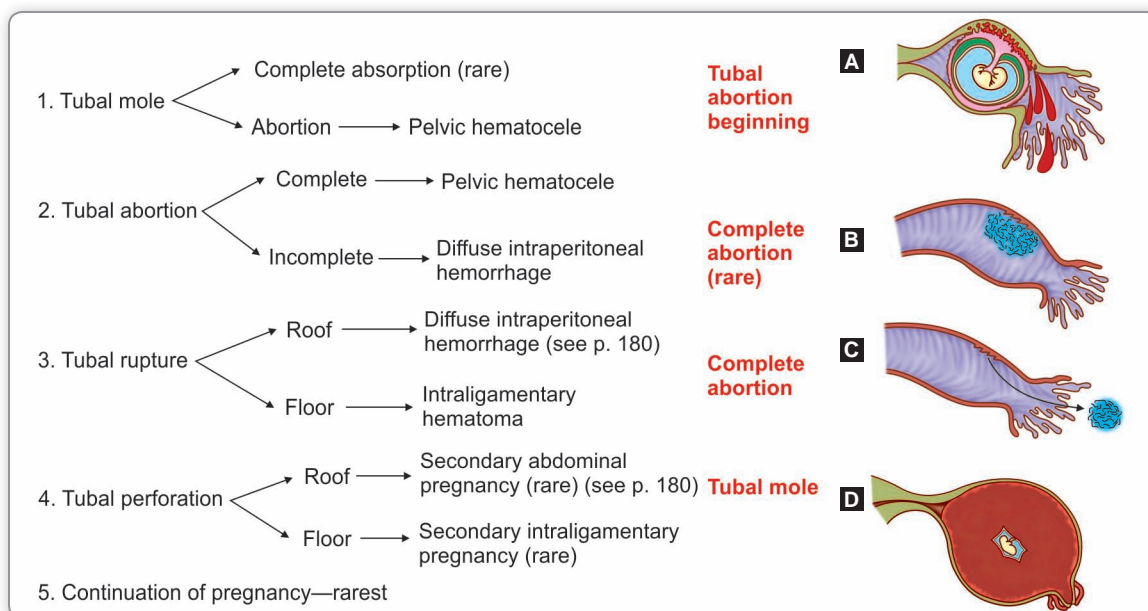 1. Tubal mole
Complete absorption (rare)
Abortion
Pelvic hematocele
2. Tubal abortion
Complete
Pelvic hematocele
Incomplete
Diffuse intraperitoneal
hemorrhage
3. Tubal rupture
Roof
Diffuse intraperitoneal
hemorrhage (see p. 180)
Floor
Intraligamentary
hematoma
4. Tubal perforation
Roof
Secondary abdominal
pregnancy (rare) (see p. 180)
Floor
Secondary intraligamentary
pregnancy (rare)
5. Continuation of pregnancy—rarest
Tubal
abortion
beginning
A
Complete
abortion
(rare)
B
Complete
abortion
C
Tubal mole
D